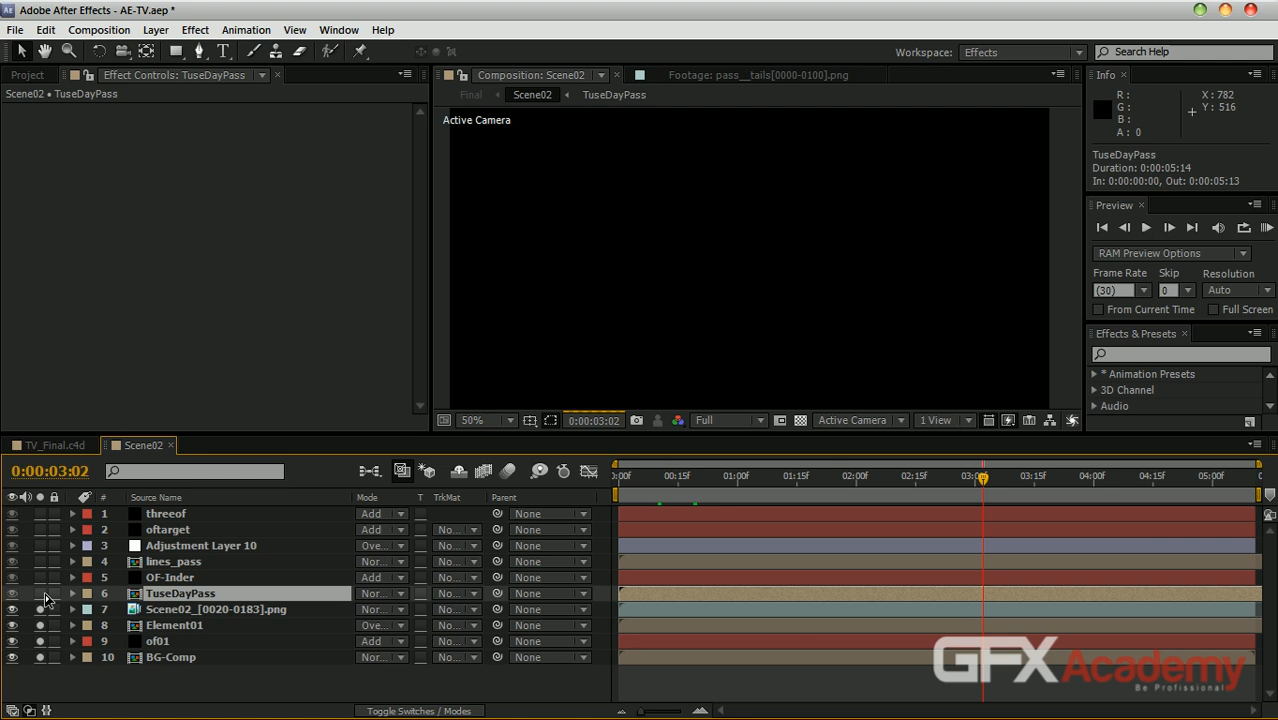 Adobe After Effects - AE-TV.aep *
File Edit Composition Layer Effect Animation View Window Help
Workspace: Effects Search Help
Project Effect Controls: TuseDayPass Composition: Scene02 Footage: pass__tails[0000-0100].png Info
Scene02 • TuseDayPass Final Scene02 TuseDayPass
Active Camera
R: X: 782
G: Y: 516
B:
A: 0
TuseDayPass
Duration: 0:00:05:14
In: 0:00:00:00, Out: 0:00:05:13
Preview
RAM Preview Options
Frame Rate Skip Resolution
(30) 0 Auto
From Current Time Full Screen
Effects & Presets
* Animation Presets
3D Channel
Audio
50% 0:00:03:02 Full Active Camera 1 View
TV_Final.c4d Scene02
0:00:03:02 :00f 00:15f 01:00f 01:15f 02:00f 02:15f 03:0 03:15f 04:00f 04:15f 05:00f 0
# Source Name Mode T TrkMat Parent
1 threeof Add None
2 oftarget Add No... None
3 Adjustment Layer 10 Ove... No... None
4 lines_pass Nor... No... None
5 OF-Inder Add No... None
6 TuseDayPass Nor... No... None
7 Scene02_[0020-0183].png Nor... No... None
8 Element01 Ove... No... None
9 of01 Add No... None
10 BG-Comp Nor... No... None
GFXAcademy
Be Profissional
Toggle Switches / Modes